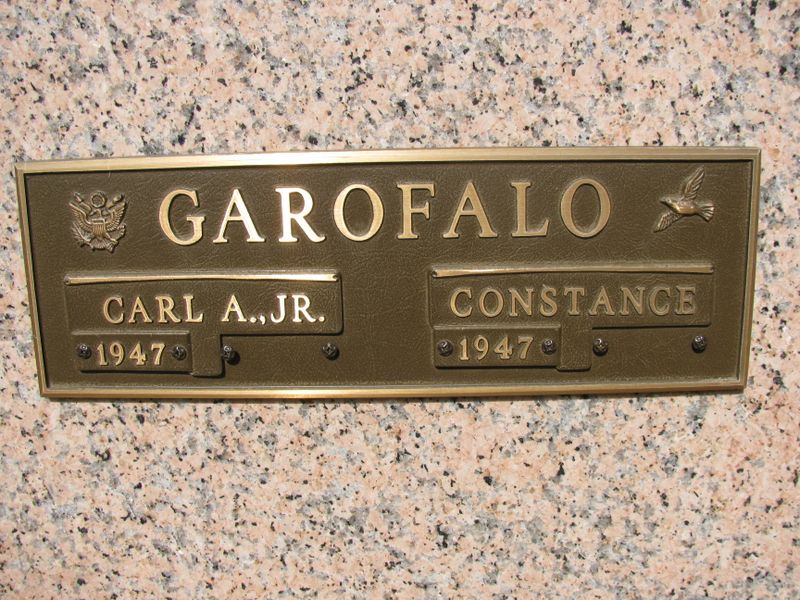 GAROFALO
CARL A., JR.
CONSTANCE
1947
1947